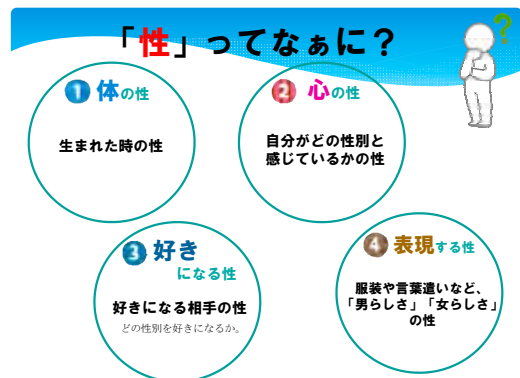 「性」ってなぁに？
?
1 体の性
生まれた時の性
2 心の性
自分がどの性別と
感じているかの性
3 好き
になる性
好きになる相手の性
どの性別を好きになるか。
4 表現する性
服装や言葉遣いなど、
「男らしさ」「女らしさ」
の性